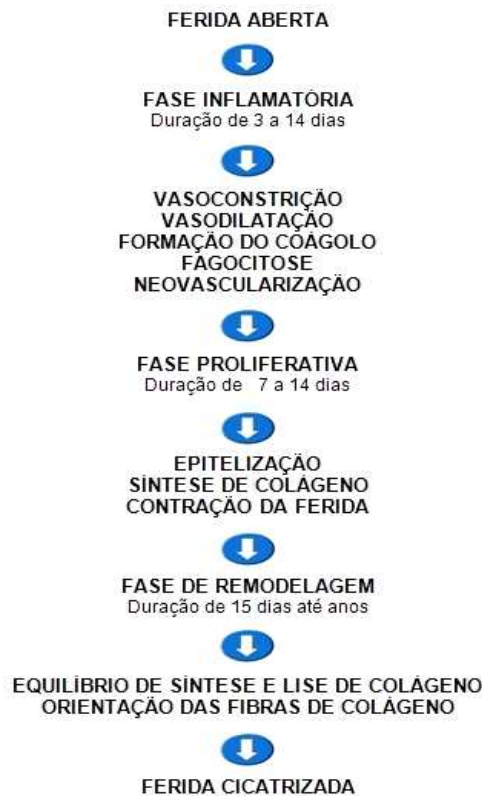 FERIDA ABERTA
FASE INFLAMATÓRIA
Duração de 3 a 14 dias
VASOCONSTRIÇÃO
VASODILATAÇÃO
FORMAÇÃO DO COÁGOLO
FAGOCITOSE
NEOVASCULARIZAÇÃO
FASE PROLIFERATIVA
Duração de 7 a 14 dias
EPITELIZAÇÃO
SÍNTESE DE COLÁGENO
CONTRAÇÃO DA FERIDA
FASE DE REMODELAGEM
Duração de 15 dias até anos
EQUILÍBRIO DE SÍNTESE E LISE DE COLÁGENO
ORIENTAÇÃO DAS FIBRAS DE COLÁGENO
FERIDA CICATRIZADA